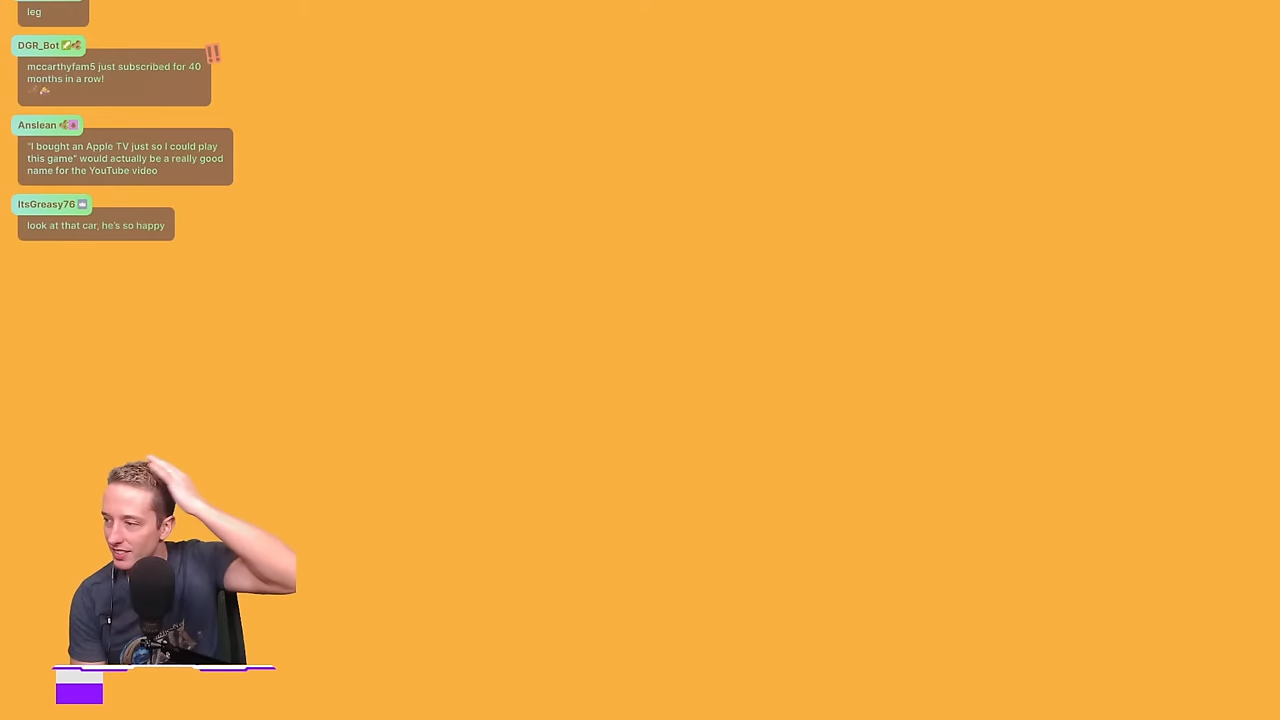 leg
DGR_Bot
mccarthyfam5 just subscribed for 40
months in a row!
Anslean
"I bought an Apple TV just so I could play
this game" would actually be a really good
name for the YouTube video
ItsGreasy76
look at that car, he's so happy